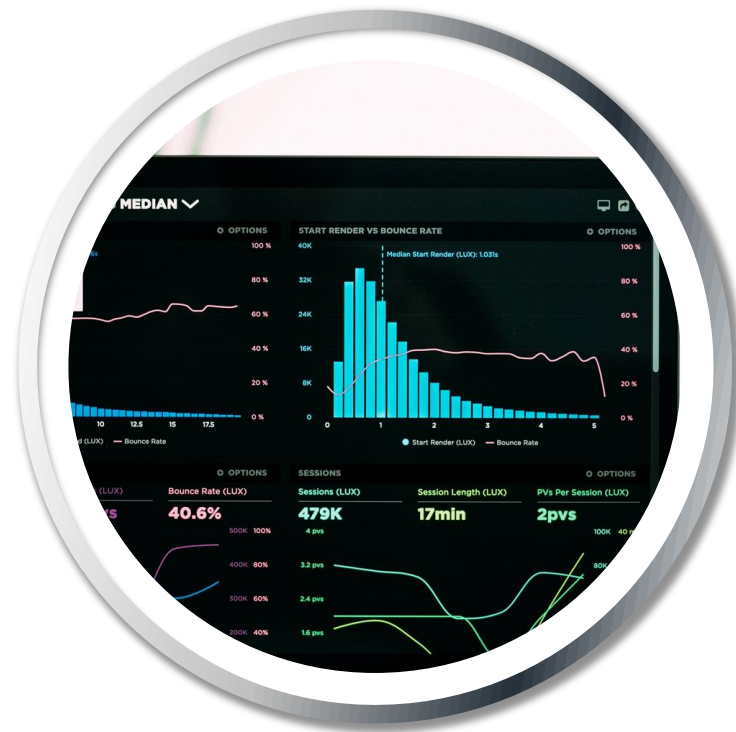 MEDIAN
OPTIONS
100 %
80 %
60 %
40 %
20 %
0 %
10 12.5 15 17.5
(LUX) Bounce Rate
START RENDER VS BOUNCE RATE OPTIONS
40K 100 %
Median Start Render (LUX): 1.031s
32K 80 %
24K 60 %
16K 40 %
8K 20 %
0 0 %
0 1 2 3 4 5
Start Render (LUX) Bounce Rate
OPTIONS
(LUX) Bounce Rate (LUX)
40.6%
500K 100%
400K 80%
300K 60%
200K 40%
SESSIONS OPTIONS
Sessions (LUX) Session Length (LUX) PVs Per Session (LUX)
479K 17min 2pvs
4 pvs 100K 40
3.2 pvs 80K
2.4 pvs
1.6 pvs